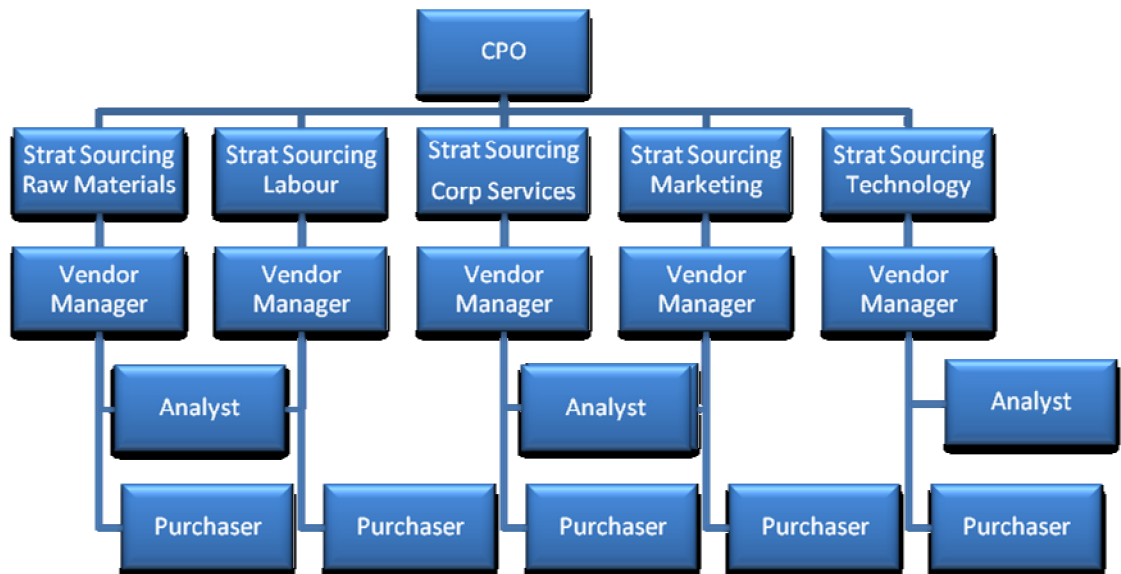 CPO
Strat Sourcing
Raw Materials
Strat Sourcing
Labour
Strat Sourcing
Corp Services
Strat Sourcing
Marketing
Strat Sourcing
Technology
Vendor
Manager
Vendor
Manager
Vendor
Manager
Vendor
Manager
Vendor
Manager
Analyst
Analyst
Analyst
Purchaser
Purchaser
Purchaser
Purchaser
Purchaser